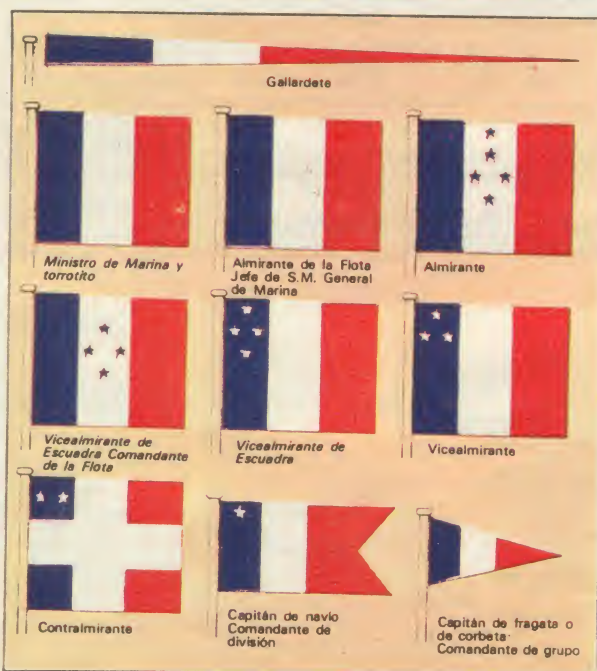 Gallardete
Ministro de Marina y
torrotito
Almirante de la Flota
Jefe de S.M. General
de Marina
Almirante
Vicealmirante de
Escuadra Comandante
de la Flota
Vicealmirante de
Escuadra
Vicealmirante
Contralmirante
Capitán de navío
Comandante de
división
Capitán de fragata o
de corbeta·
Comandante de grupo